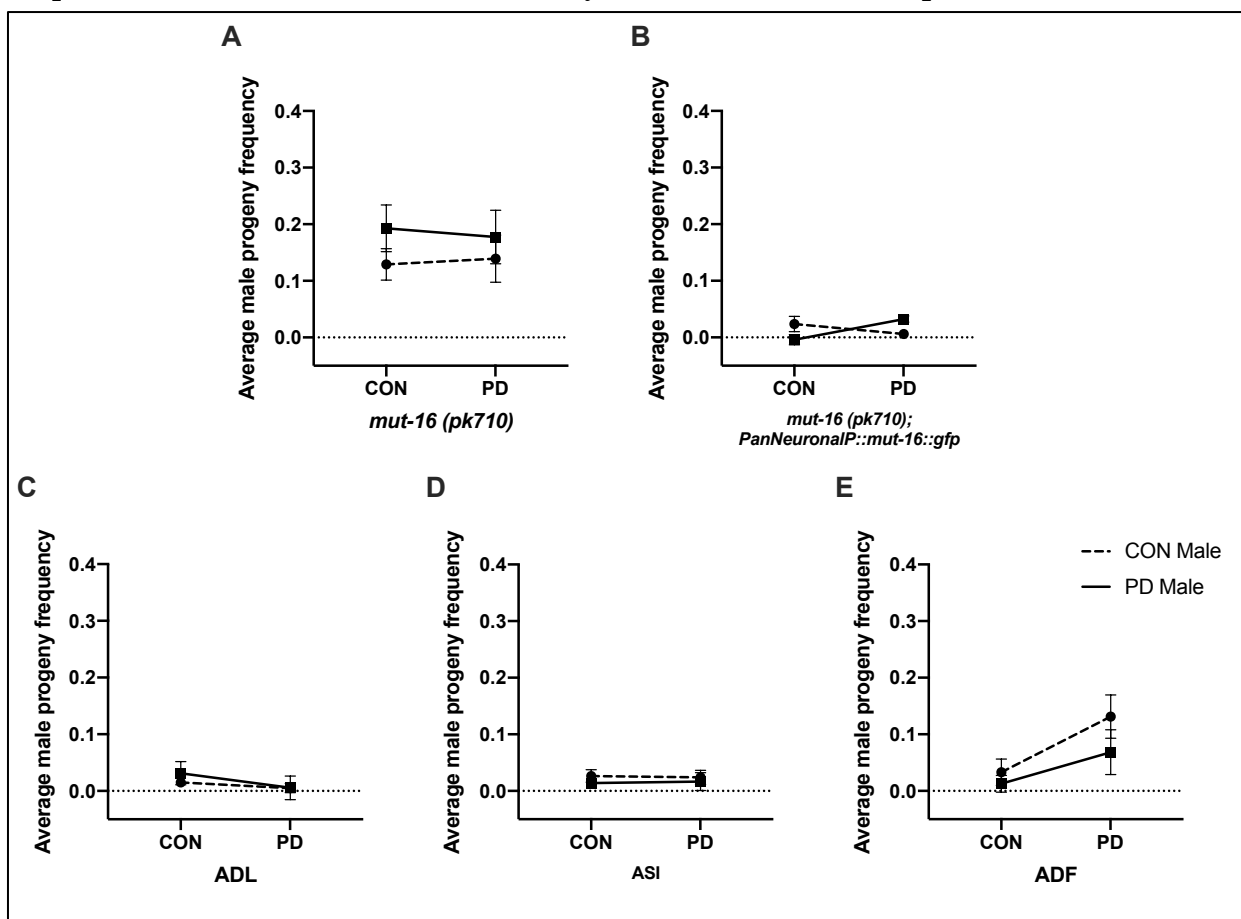 A
Average male progeny frequency
0.4
0.3
0.2
0.1
0.0
CON PD
mut-16 (pk710)
B
Average male progeny frequency
0.4
0.3
0.2
0.1
0.0
CON PD
mut-16 (pk710);
PanNeuronalP::mut-16::gfp
C
Average male progeny frequency
0.4
0.3
0.2
0.1
0.0
CON PD
ADL
D
Average male progeny frequency
0.4
0.3
0.2
0.1
0.0
CON PD
ASI
E
Average male progeny frequency
0.4
0.3
0.2
0.1
0.0
CON PD
ADF
CON Male
PD Male